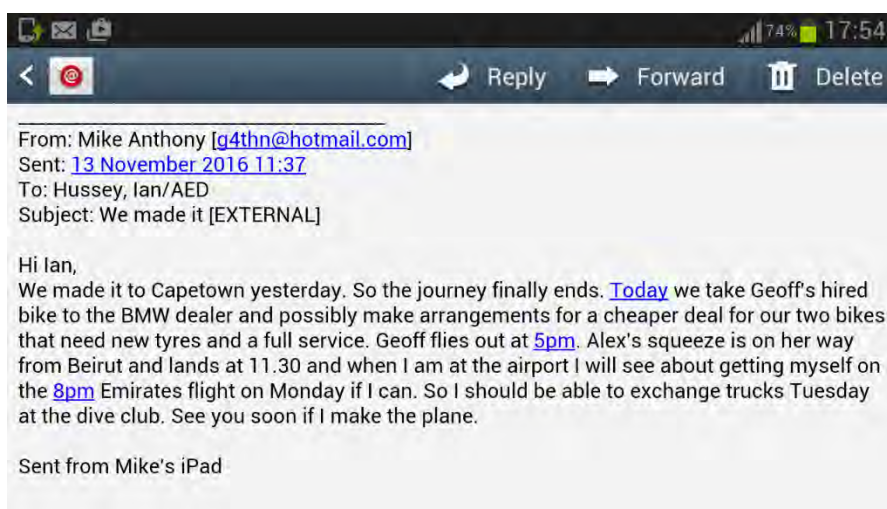 74% 17:54
< @ Reply Forward Delete
From: Mike Anthony [g4thn@hotmail.com]
Sent: 13 November 2016 11:37
To: Hussey, Ian/AED
Subject: We made it [EXTERNAL]
Hi Ian,
We made it to Capetown yesterday. So the journey finally ends. Today we take Geoff's hired
bike to the BMW dealer and possibly make arrangements for a cheaper deal for our two bikes
that need new tyres and a full service. Geoff flies out at 5pm. Alex's squeeze is on her way
from Beirut and lands at 11.30 and when I am at the airport I will see about getting myself on
the 8pm Emirates flight on Monday if I can. So I should be able to exchange trucks Tuesday
at the dive club. See you soon if I make the plane.
Sent from Mike's iPad